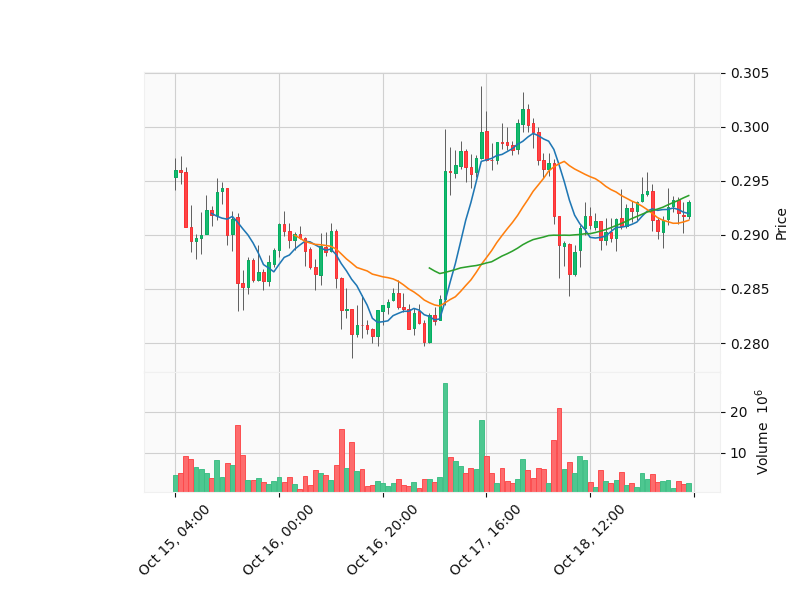 0.305
0.300
0.295
0.290
0.285
0.280
Price
20
10
Volume 10^6
Oct 15, 04:00
Oct 16, 00:00
Oct 16, 20:00
Oct 17, 16:00
Oct 18, 12:00